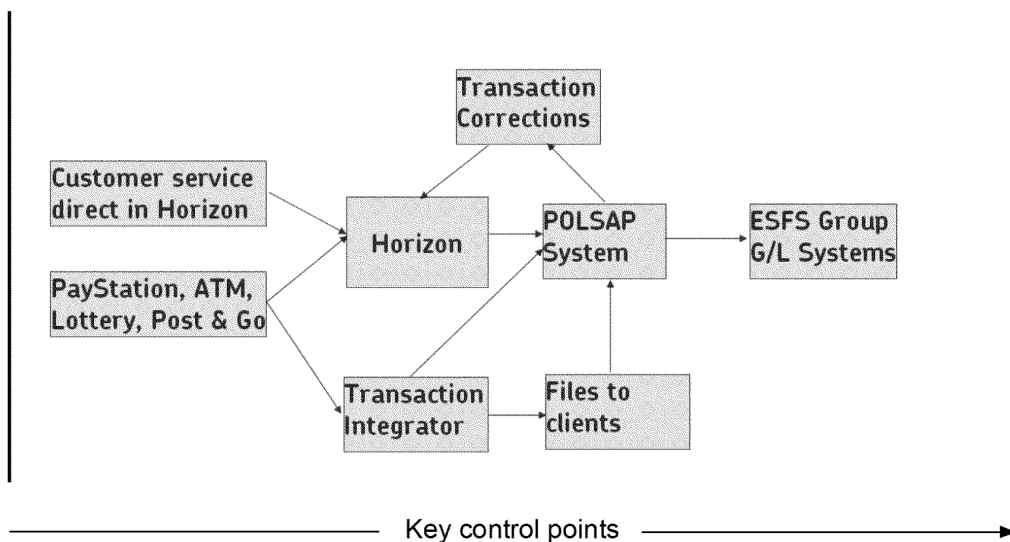 Transaction
Corrections
Customer service
direct in Horizon
Horizon
POLSAP
System
ESFS Group
G/L Systems
PayStation, ATM,
Lottery, Post & Go
Transaction
Integrator
Files to
clients
Key control points